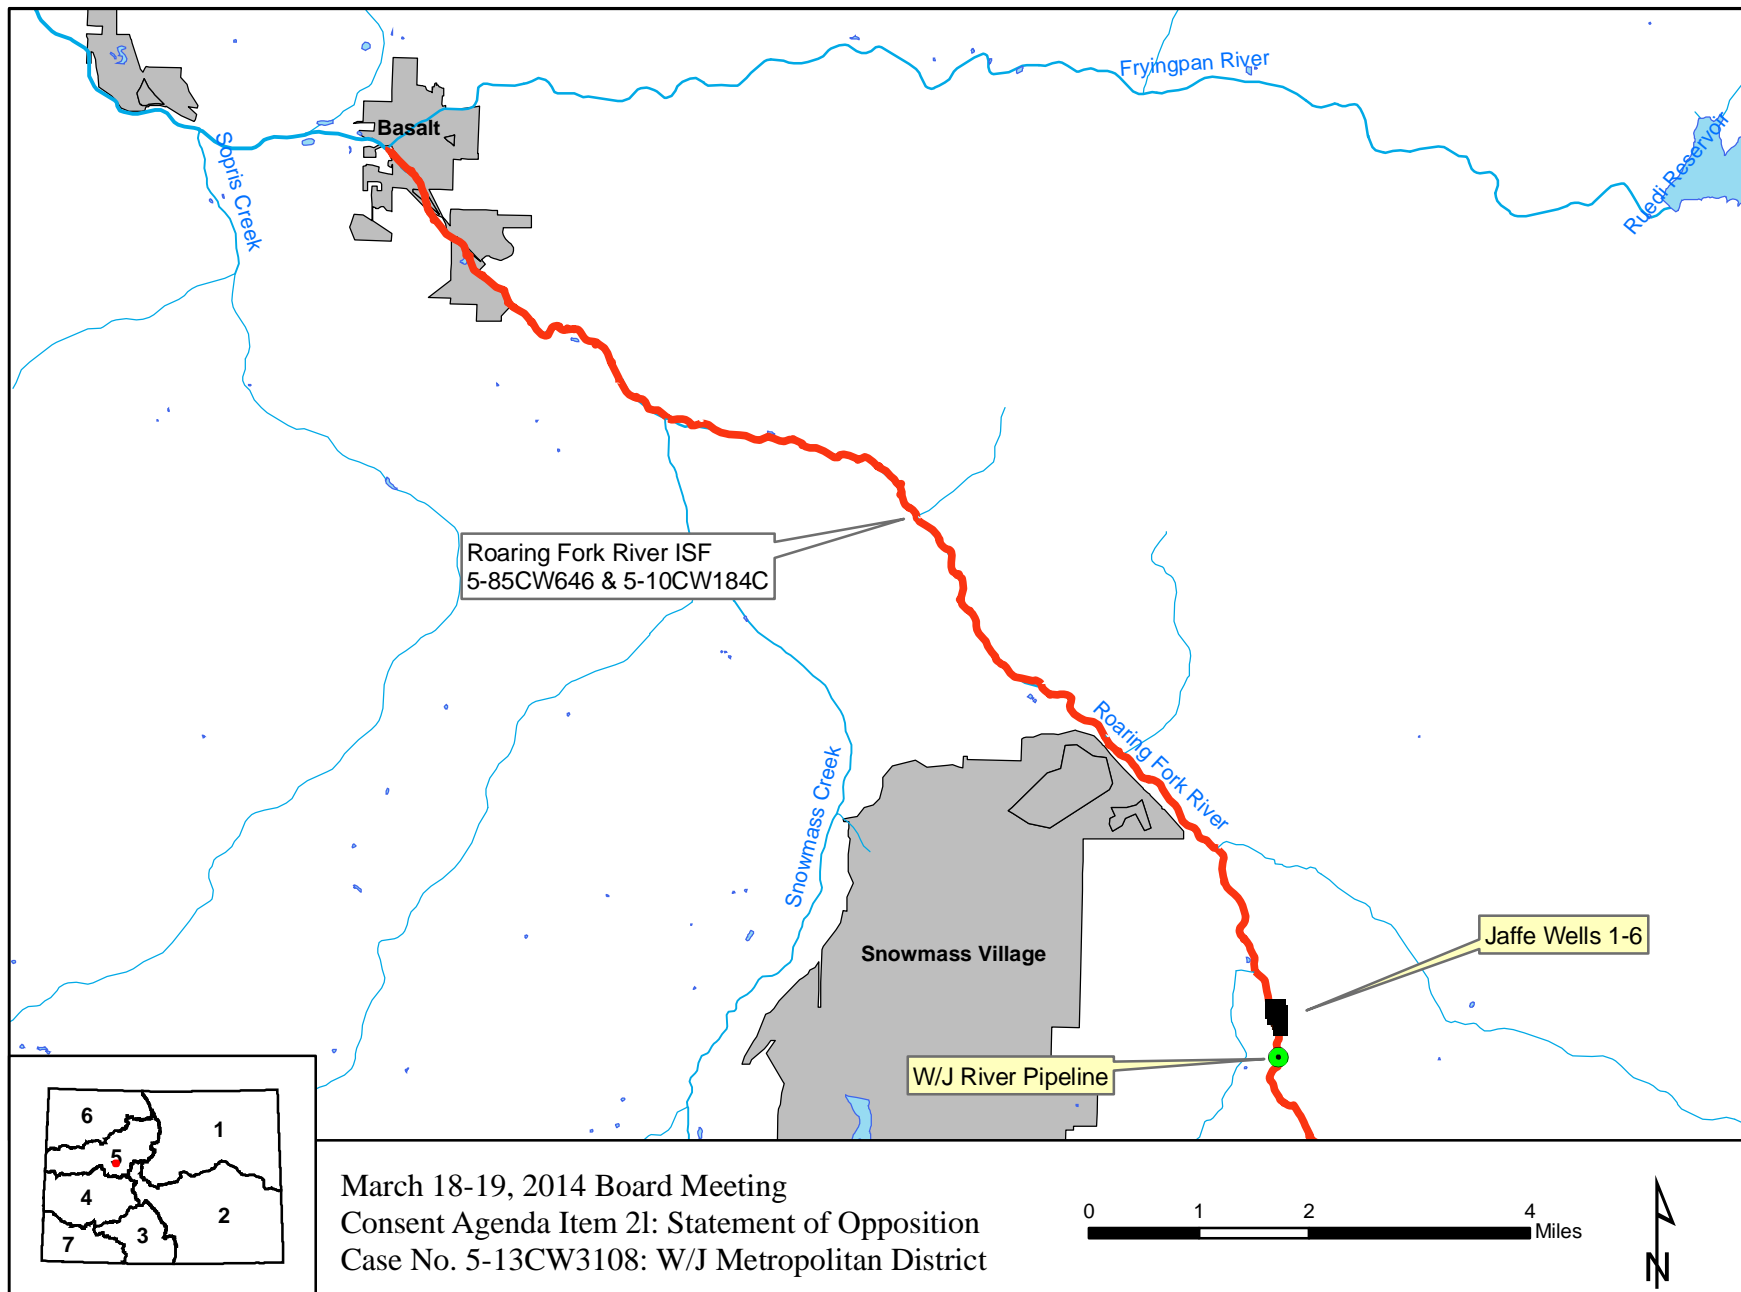 Fryingpan River
Basalt
Sopris Creek
Ruedi Reservoir
Roaring Fork River ISF
5-85CW646 & 5-10CW184C
Roaring Fork River
Snowmass Creek
Snowmass Village
Jaffe Wells 1-6
W/J River Pipeline
6
1
5
4
2
3
7
March 18-19, 2014 Board Meeting
Consent Agenda Item 2l: Statement of Opposition
Case No. 5-13CW3108: W/J Metropolitan District
0 1 2 4
Miles
N